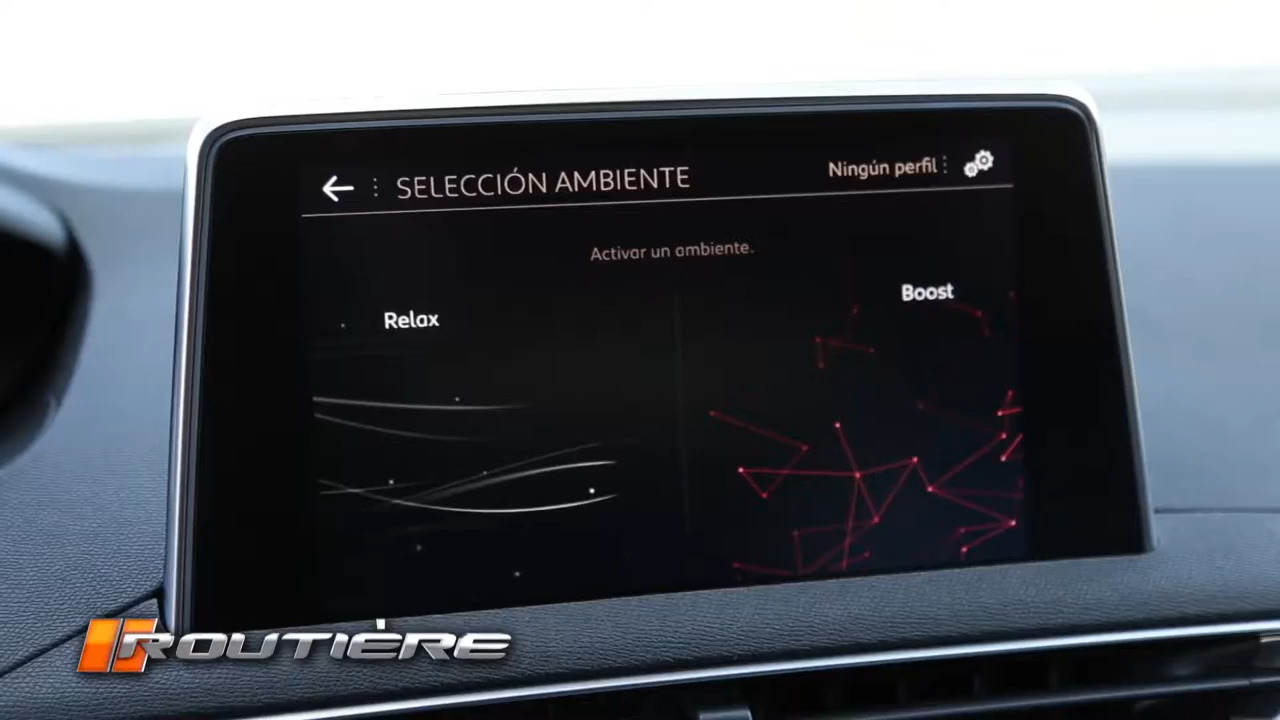 SELECCIÓN AMBIENTE
Ningún perfil
Activar un ambiente.
Relax
Boost
ROUTIÈRE